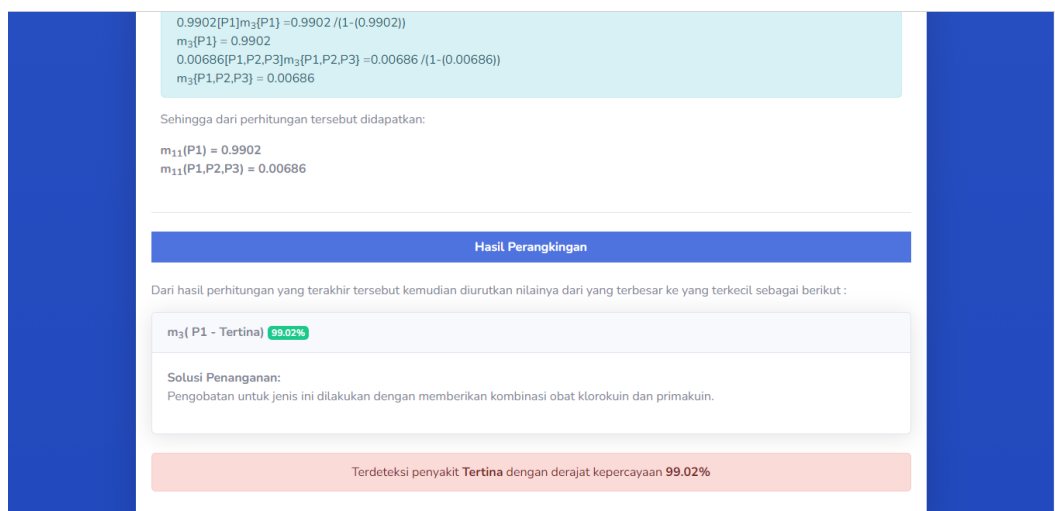 0.9902[P1]m₃{P1} =0.9902 /(1-(0.9902))
m₃{P1} = 0.9902
0.00686[P1,P2,P3]m₃{P1,P2,P3} =0.00686 /(1-(0.00686))
m₃{P1,P2,P3} = 0.00686
Sehingga dari perhitungan tersebut didapatkan:
m₁₁(P1) = 0.9902
m₁₁(P1,P2,P3) = 0.00686
Hasil Perangkingan
Dari hasil perhitungan yang terakhir tersebut kemudian diurutkan nilainya dari yang terbesar ke yang terkecil sebagai berikut :
m₃( P1 - Tertina) 99.02%
Solusi Penanganan:
Pengobatan untuk jenis ini dilakukan dengan memberikan kombinasi obat klorokuin dan primakuin.
Terdeteksi penyakit Tertina dengan derajat kepercayaan 99.02%